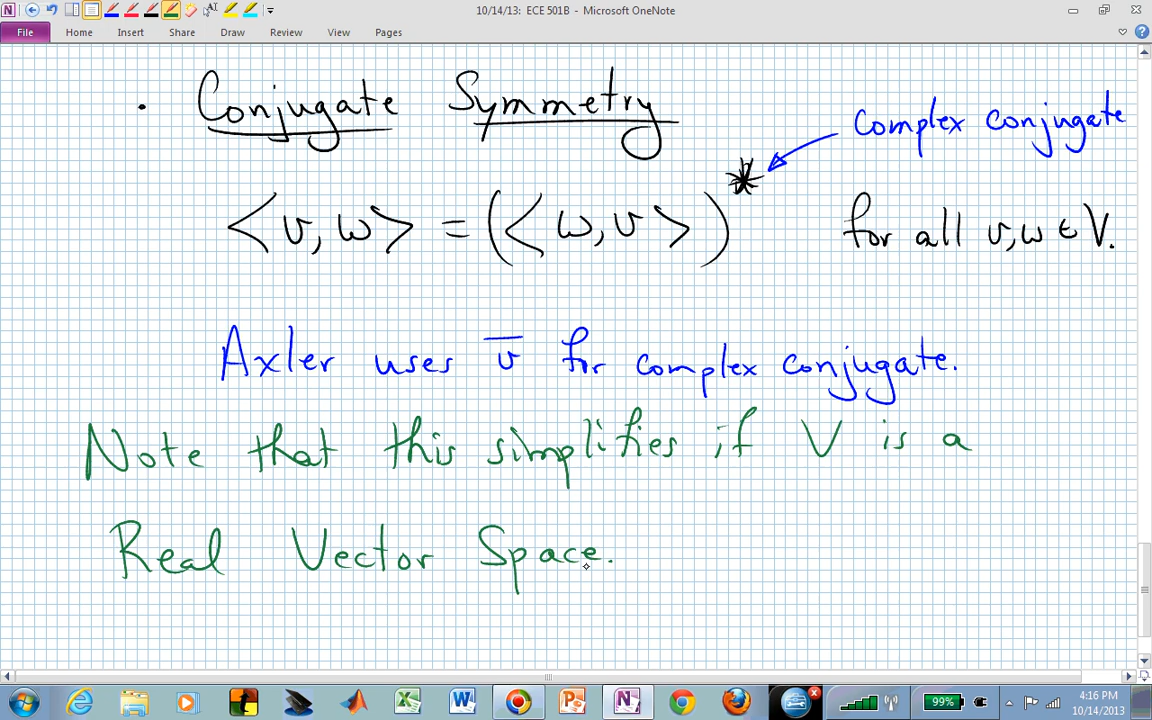 10/14/13: ECE 501B - Microsoft OneNote
File Home Insert Share Draw Review View Pages
• Conjugate Symmetry
complex conjugate
<v, w> = (<w, v>)* for all v, w ∈ V.
Axler uses v̅ for complex conjugate.
Note that this simplifies if V is a
Real Vector Space.
99%
4:16 PM
10/14/2013